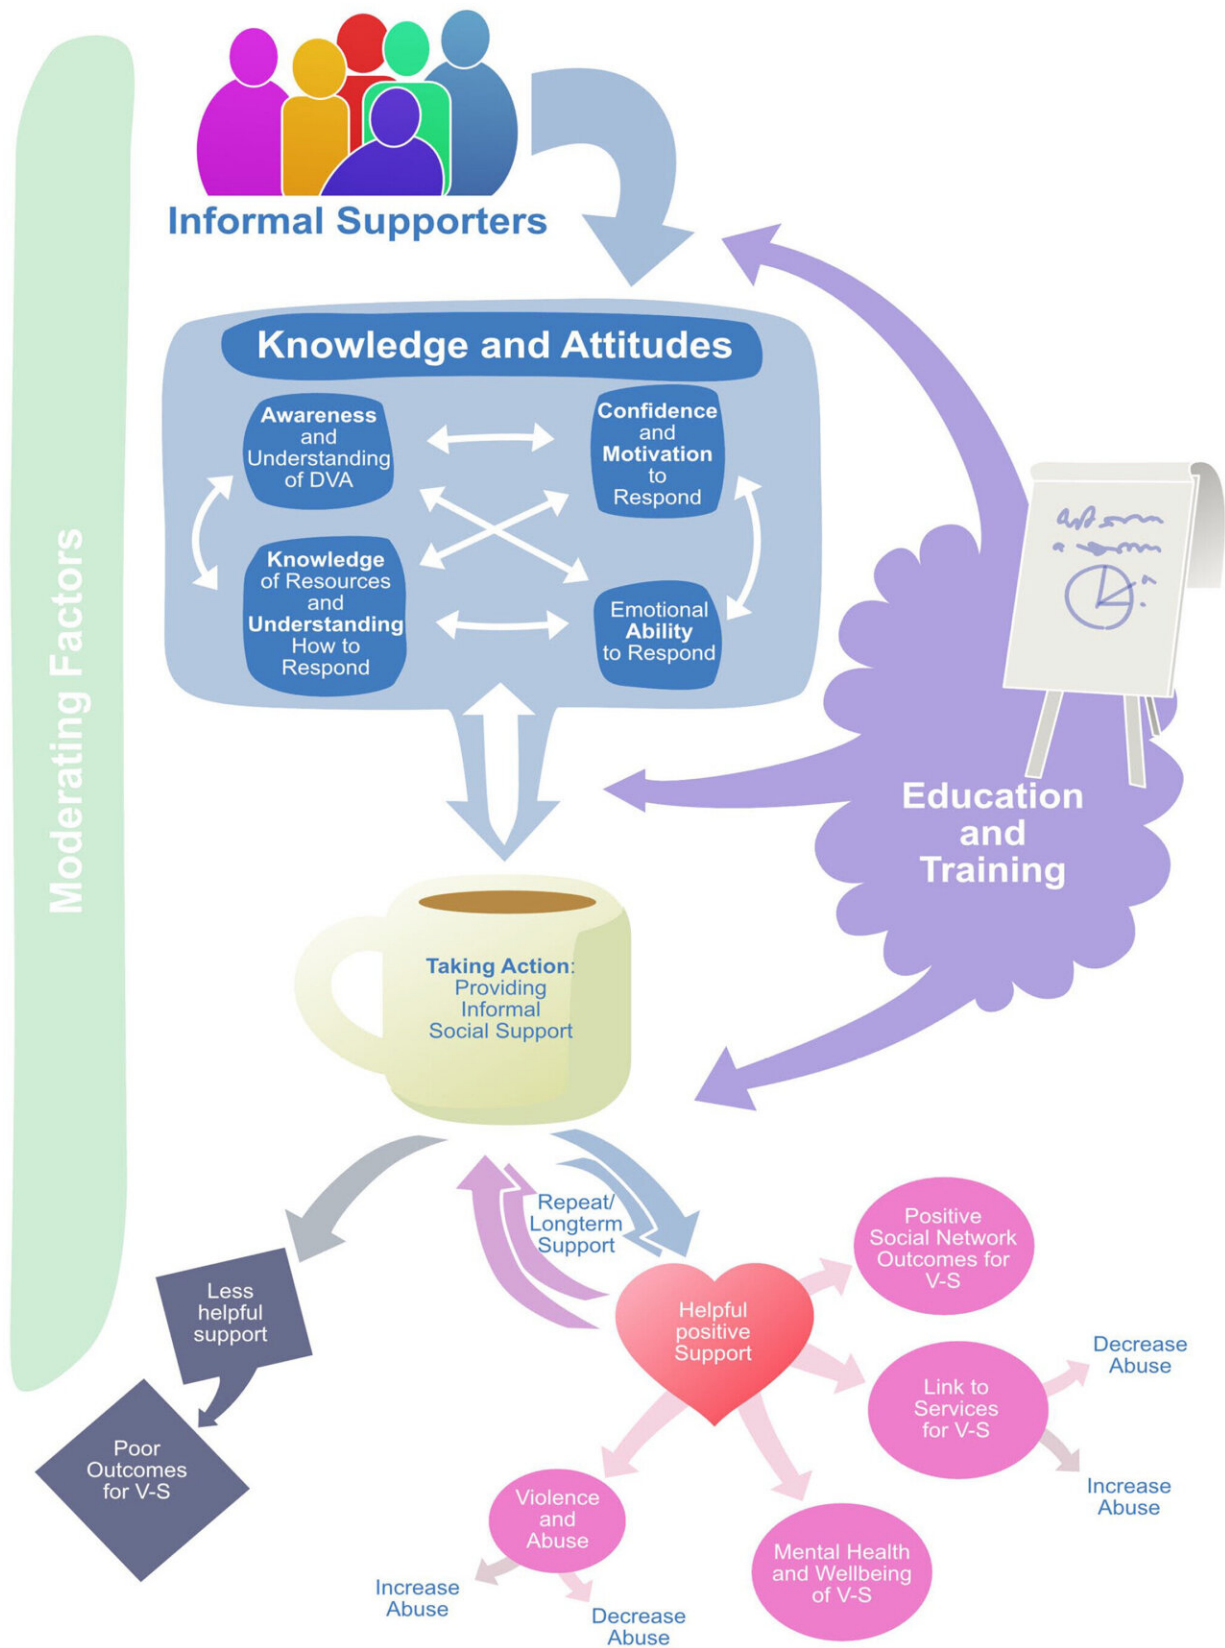 Informal Supporters
Moderating Factors
Knowledge and Attitudes
Awareness
and
Understanding
of DVA
Confidence
and
Motivation
to
Respond
Knowledge
of Resources
and
Understanding
How to
Respond
Emotional
Ability
to Respond
Education
and
Training
Taking Action:
Providing
Informal
Social Support
Repeat/
Longterm
Support
Less
helpful
support
Poor
Outcomes
for V-S
Helpful
positive
Support
Positive
Social Network
Outcomes for
V-S
Link to
Services
for V-S
Decrease
Abuse
Increase
Abuse
Violence
and
Abuse
Increase
Abuse
Decrease
Abuse
Mental Health
and Wellbeing
of V-S